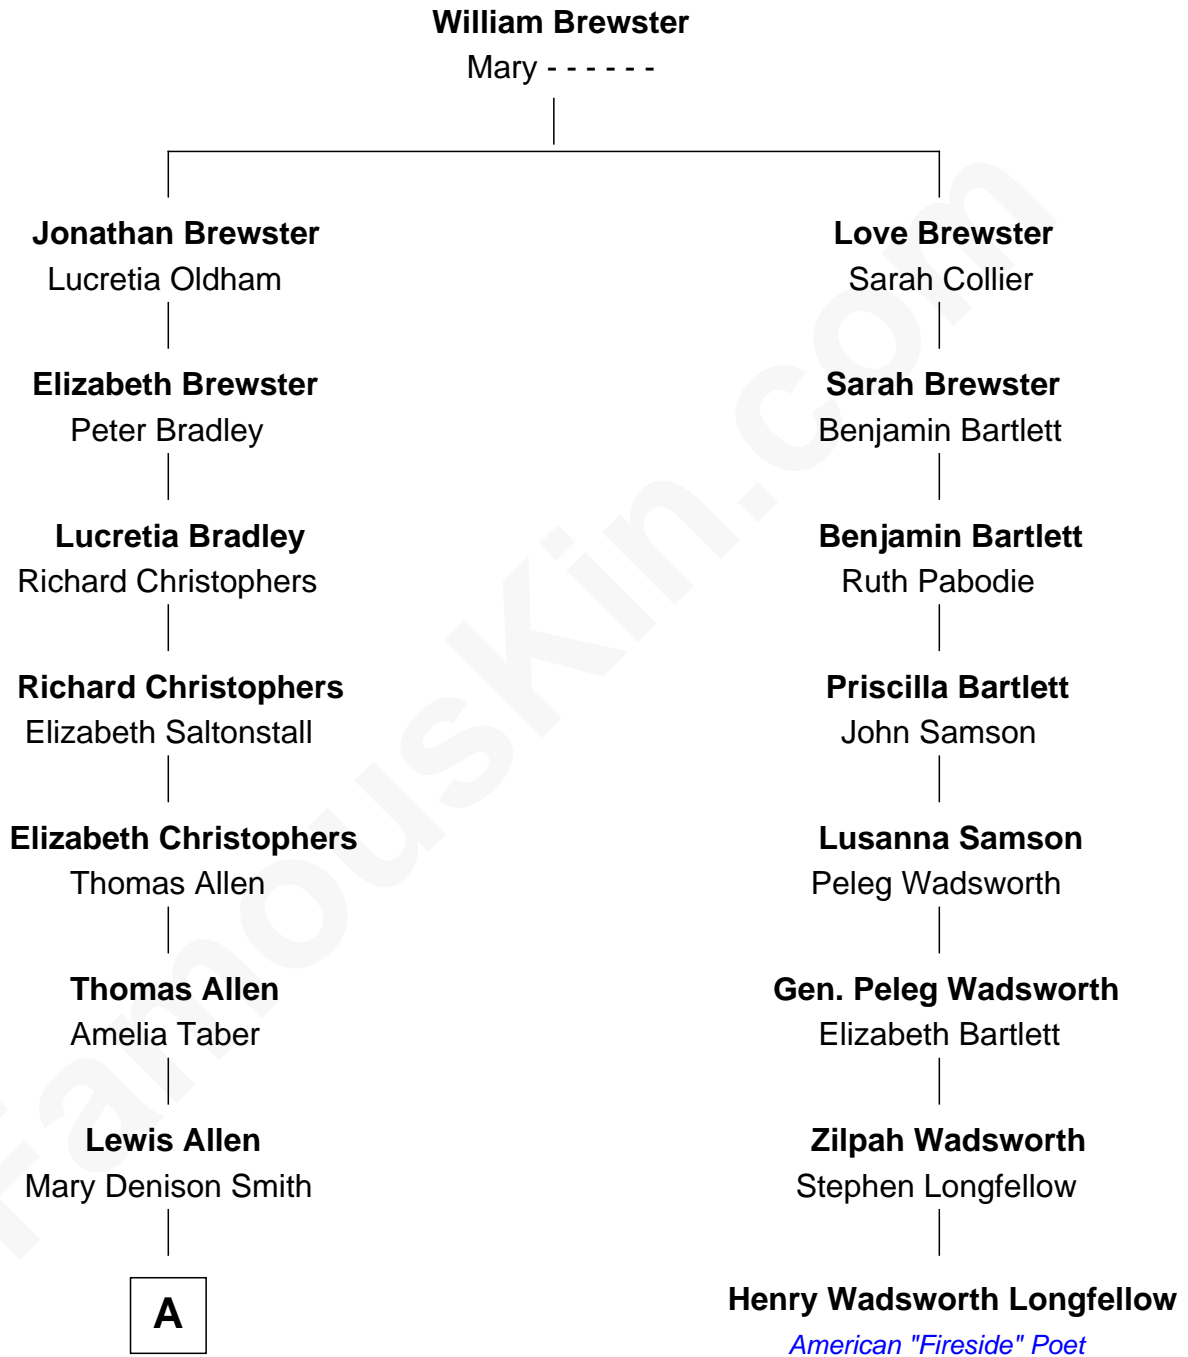 William Brewster
Mary - - - - - -
Jonathan Brewster
Lucretia Oldham
Elizabeth Brewster
Peter Bradley
Lucretia Bradley
Richard Christophers
Richard Christophers
Elizabeth Saltonstall
Elizabeth Christophers
Thomas Allen
Thomas Allen
Amelia Taber
Lewis Allen
Mary Denison Smith
A
Love Brewster
Sarah Collier
Sarah Brewster
Benjamin Bartlett
Benjamin Bartlett
Ruth Pabodie
Priscilla Bartlett
John Samson
Lusanna Samson
Peleg Wadsworth
Gen. Peleg Wadsworth
Elizabeth Bartlett
Zilpah Wadsworth
Stephen Longfellow
Henry Wadsworth Longfellow
American "Fireside" Poet
FamousKin.com